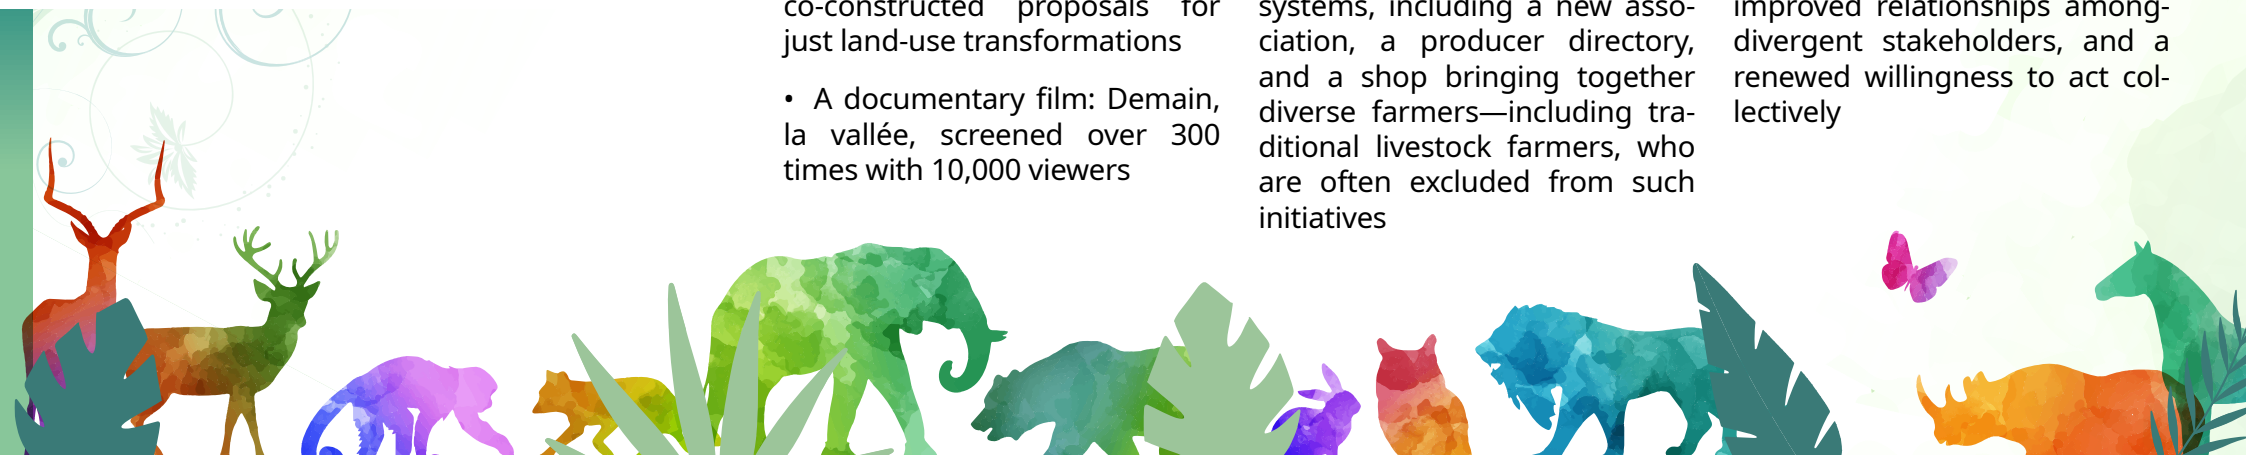 co-constructed proposals for
just land-use transformations
• A documentary film: Demain,
la vallée, screened over 300
times with 10,000 viewers
systems, including a new asso-
ciation, a producer directory,
and a shop bringing together
diverse farmers—including tra-
ditional livestock farmers, who
are often excluded from such
initiatives
improved relationships among-
divergent stakeholders, and a
renewed willingness to act col-
lectively